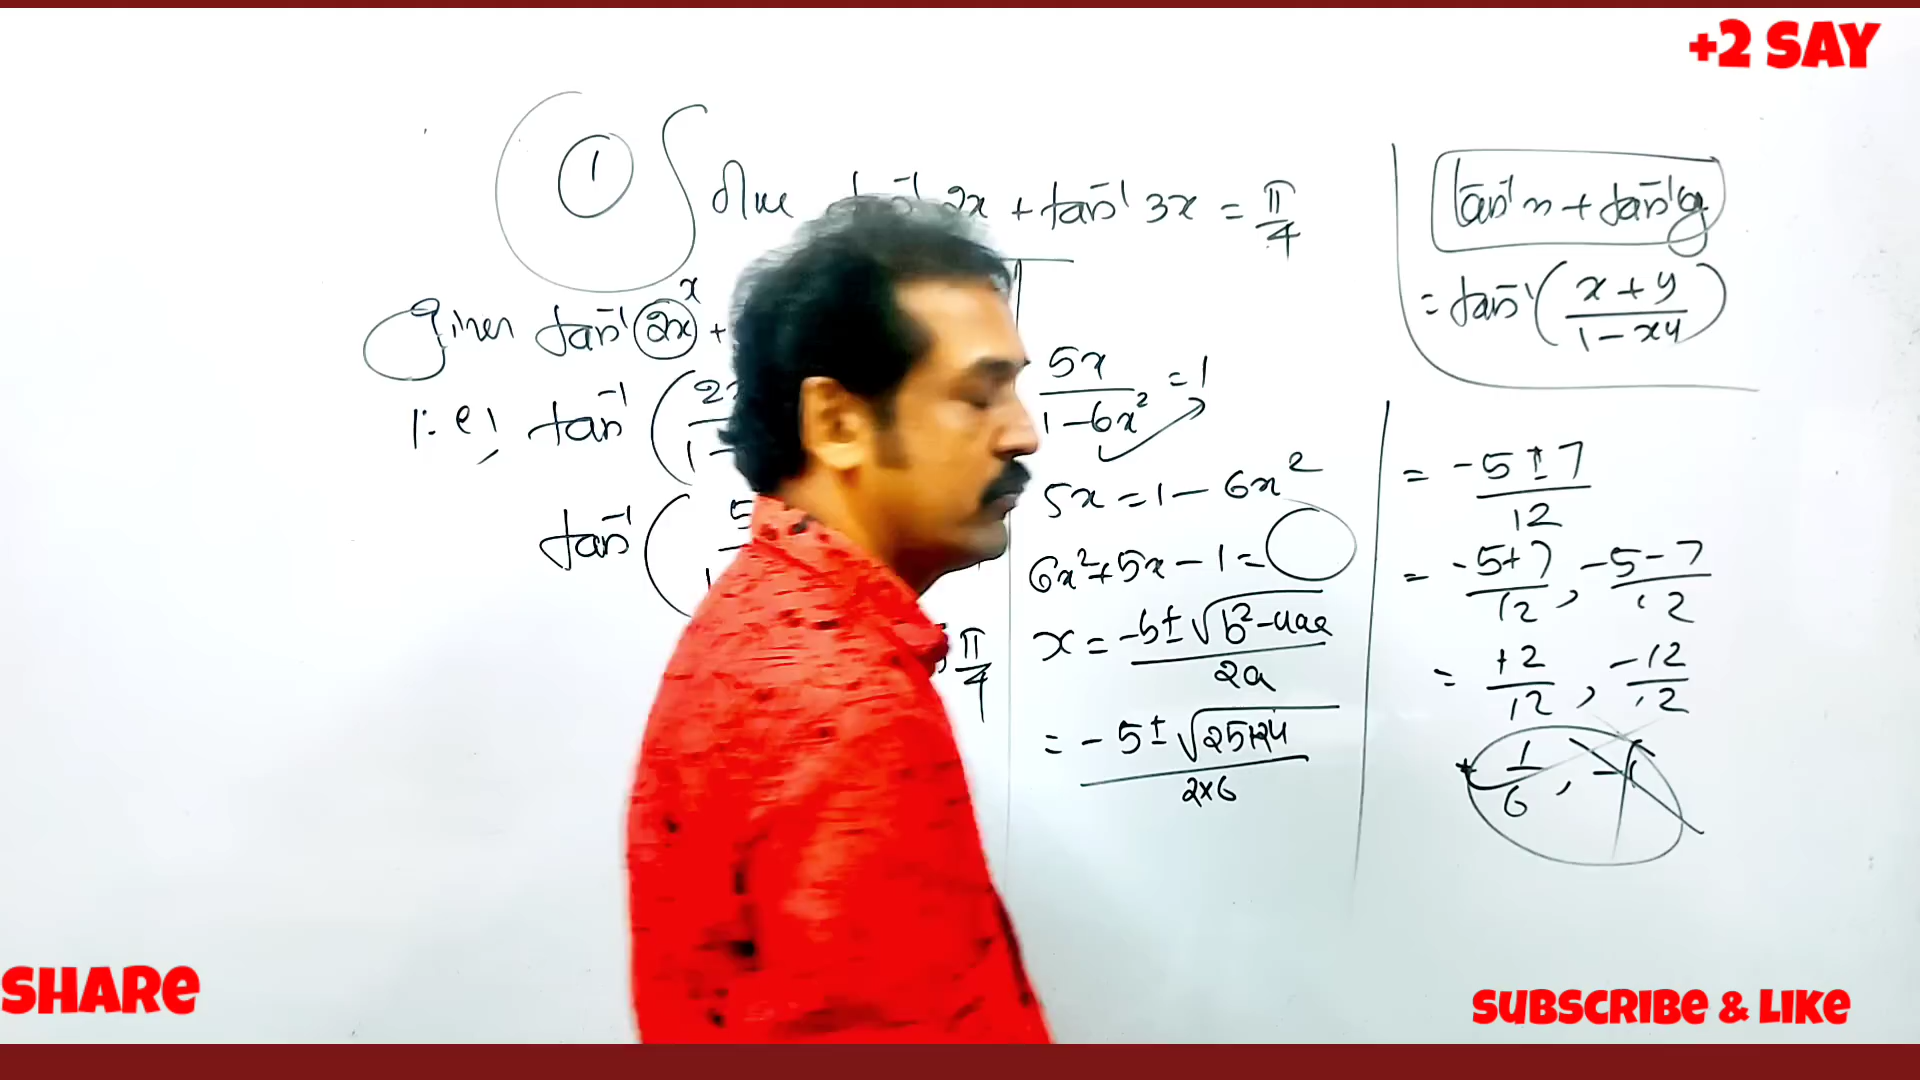 +2 SAY
1
tan⁻¹ 2x + tan⁻¹ 3x = π/4
Given tan⁻¹ (2x) +
x
i.e., tan⁻¹ (2x
1-
tan⁻¹ ( 5
π/4
5x/(1-6x²) = 1
5x = 1 - 6x²
6x²+5x-1=0
x = -b±√(b²-4ac)/2a
= -5±√(25+24)/2×6
tan⁻¹x + tan⁻¹y
= tan⁻¹((x+y)/(1-xy))
= (-5±7)/12
= (-5+7)/12, (-5-7)/12
= +2/12, -12/12
1/6, -1
SHARE
SUBSCRIBE & LIKE